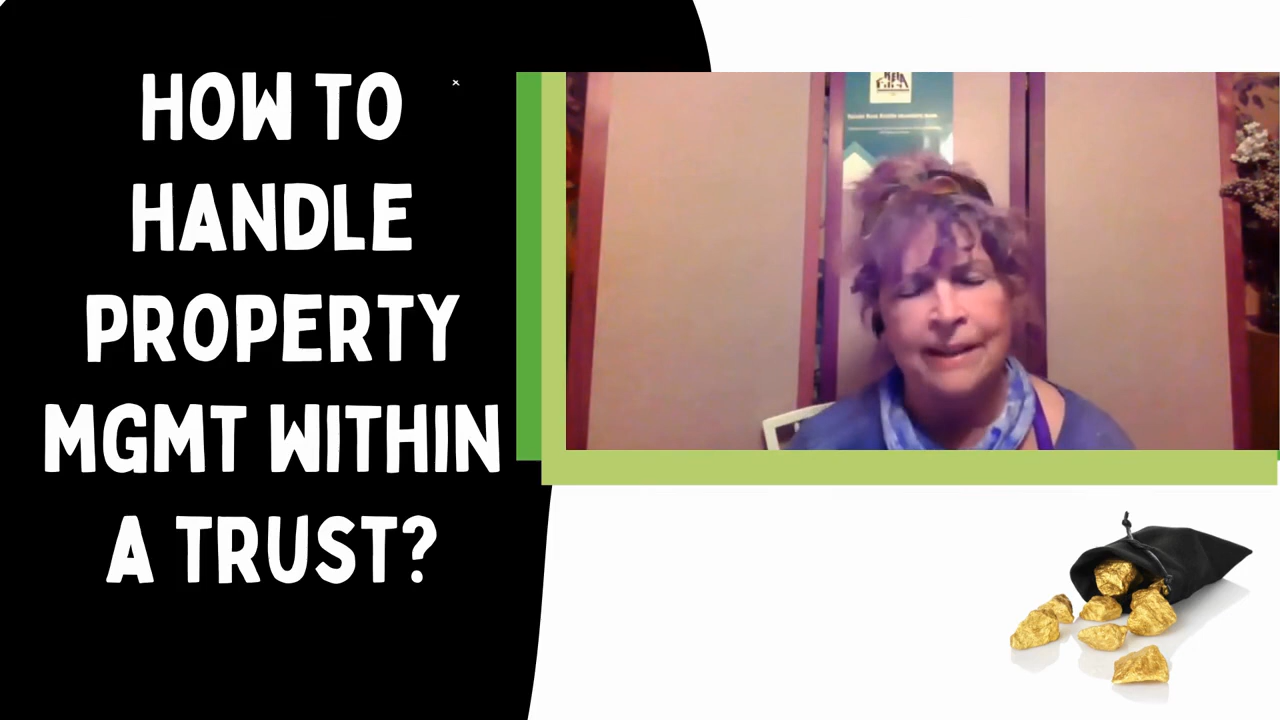 HOW TO
HANDLE
PROPERTY
MGMT WITHIN
A TRUST?